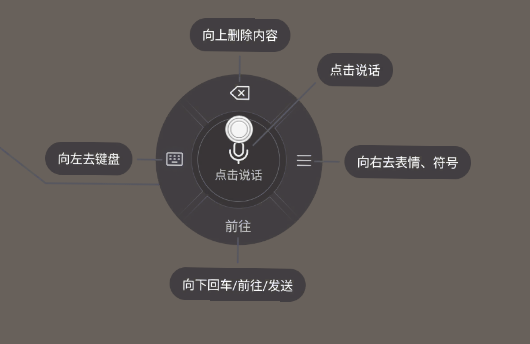 向上删除内容
点击说话
向左去键盘
点击说话
向右去表情、符号
前往
向下回车/前往/发送